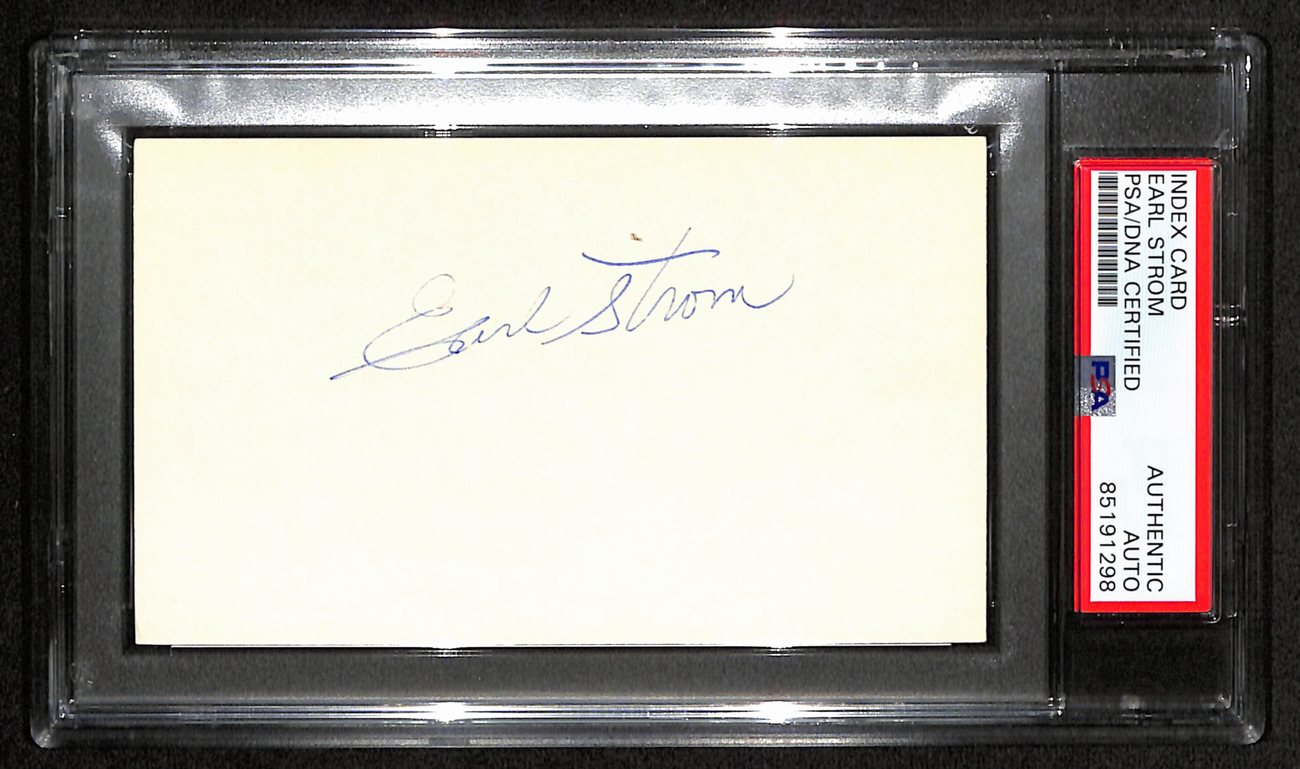 Earl Strom
INDEX CARD
EARL STROM
PSA/DNA CERTIFIED
AUTHENTIC
AUTO
85191298
PSA